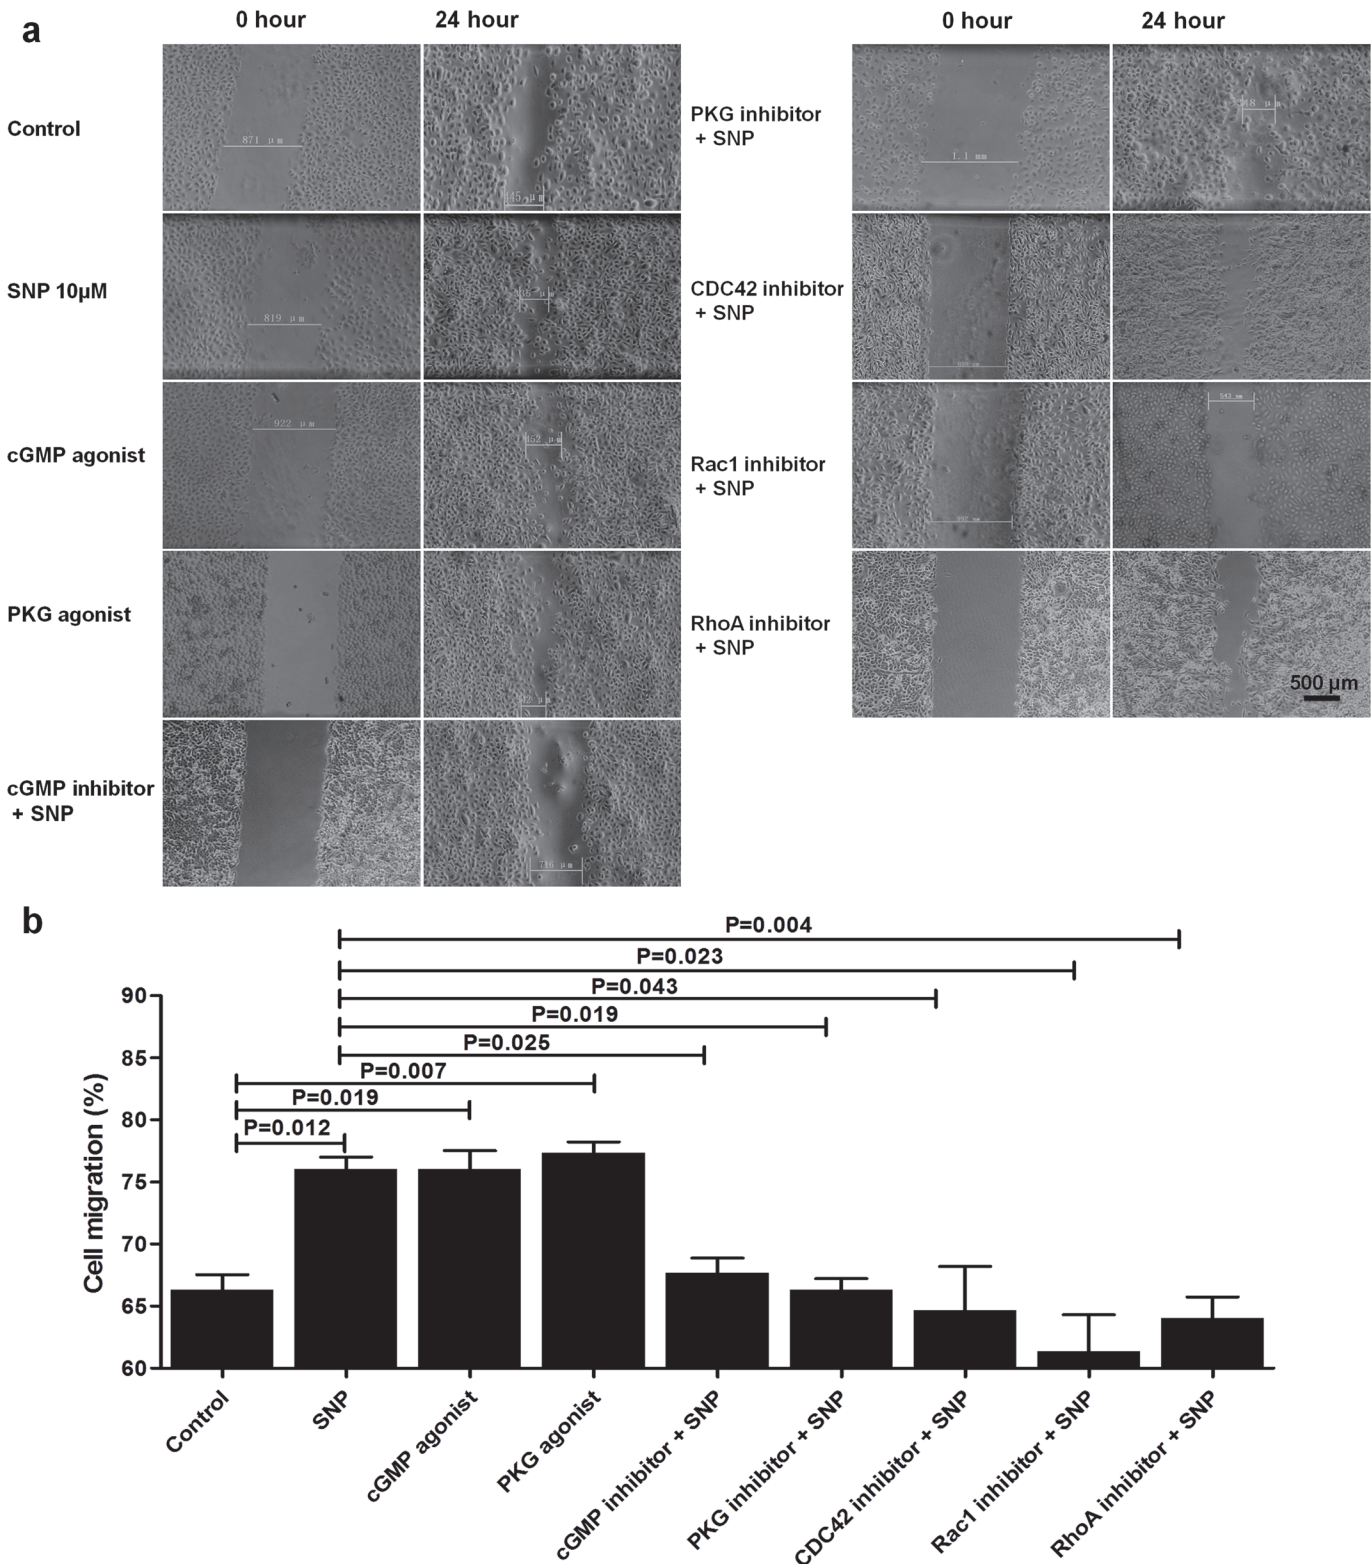 a
0 hour 24 hour 0 hour 24 hour
Control
871 μm
PKG inhibitor
+ SNP
1.1 mm
SNP 10μM
819 μm
CDC42 inhibitor
+ SNP
cGMP agonist
922 μm
Rac1 inhibitor
+ SNP
543 nm
PKG agonist
RhoA inhibitor
+ SNP
500 μm
cGMP inhibitor
+ SNP
716 μm
b
P=0.004
P=0.023
P=0.043
P=0.019
P=0.025
P=0.007
P=0.019
P=0.012
Cell migration (%)
90
85
80
75
70
65
60
Control
SNP
cGMP agonist
PKG agonist
cGMP inhibitor + SNP
PKG inhibitor + SNP
CDC42 inhibitor + SNP
Rac1 inhibitor + SNP
RhoA inhibitor + SNP